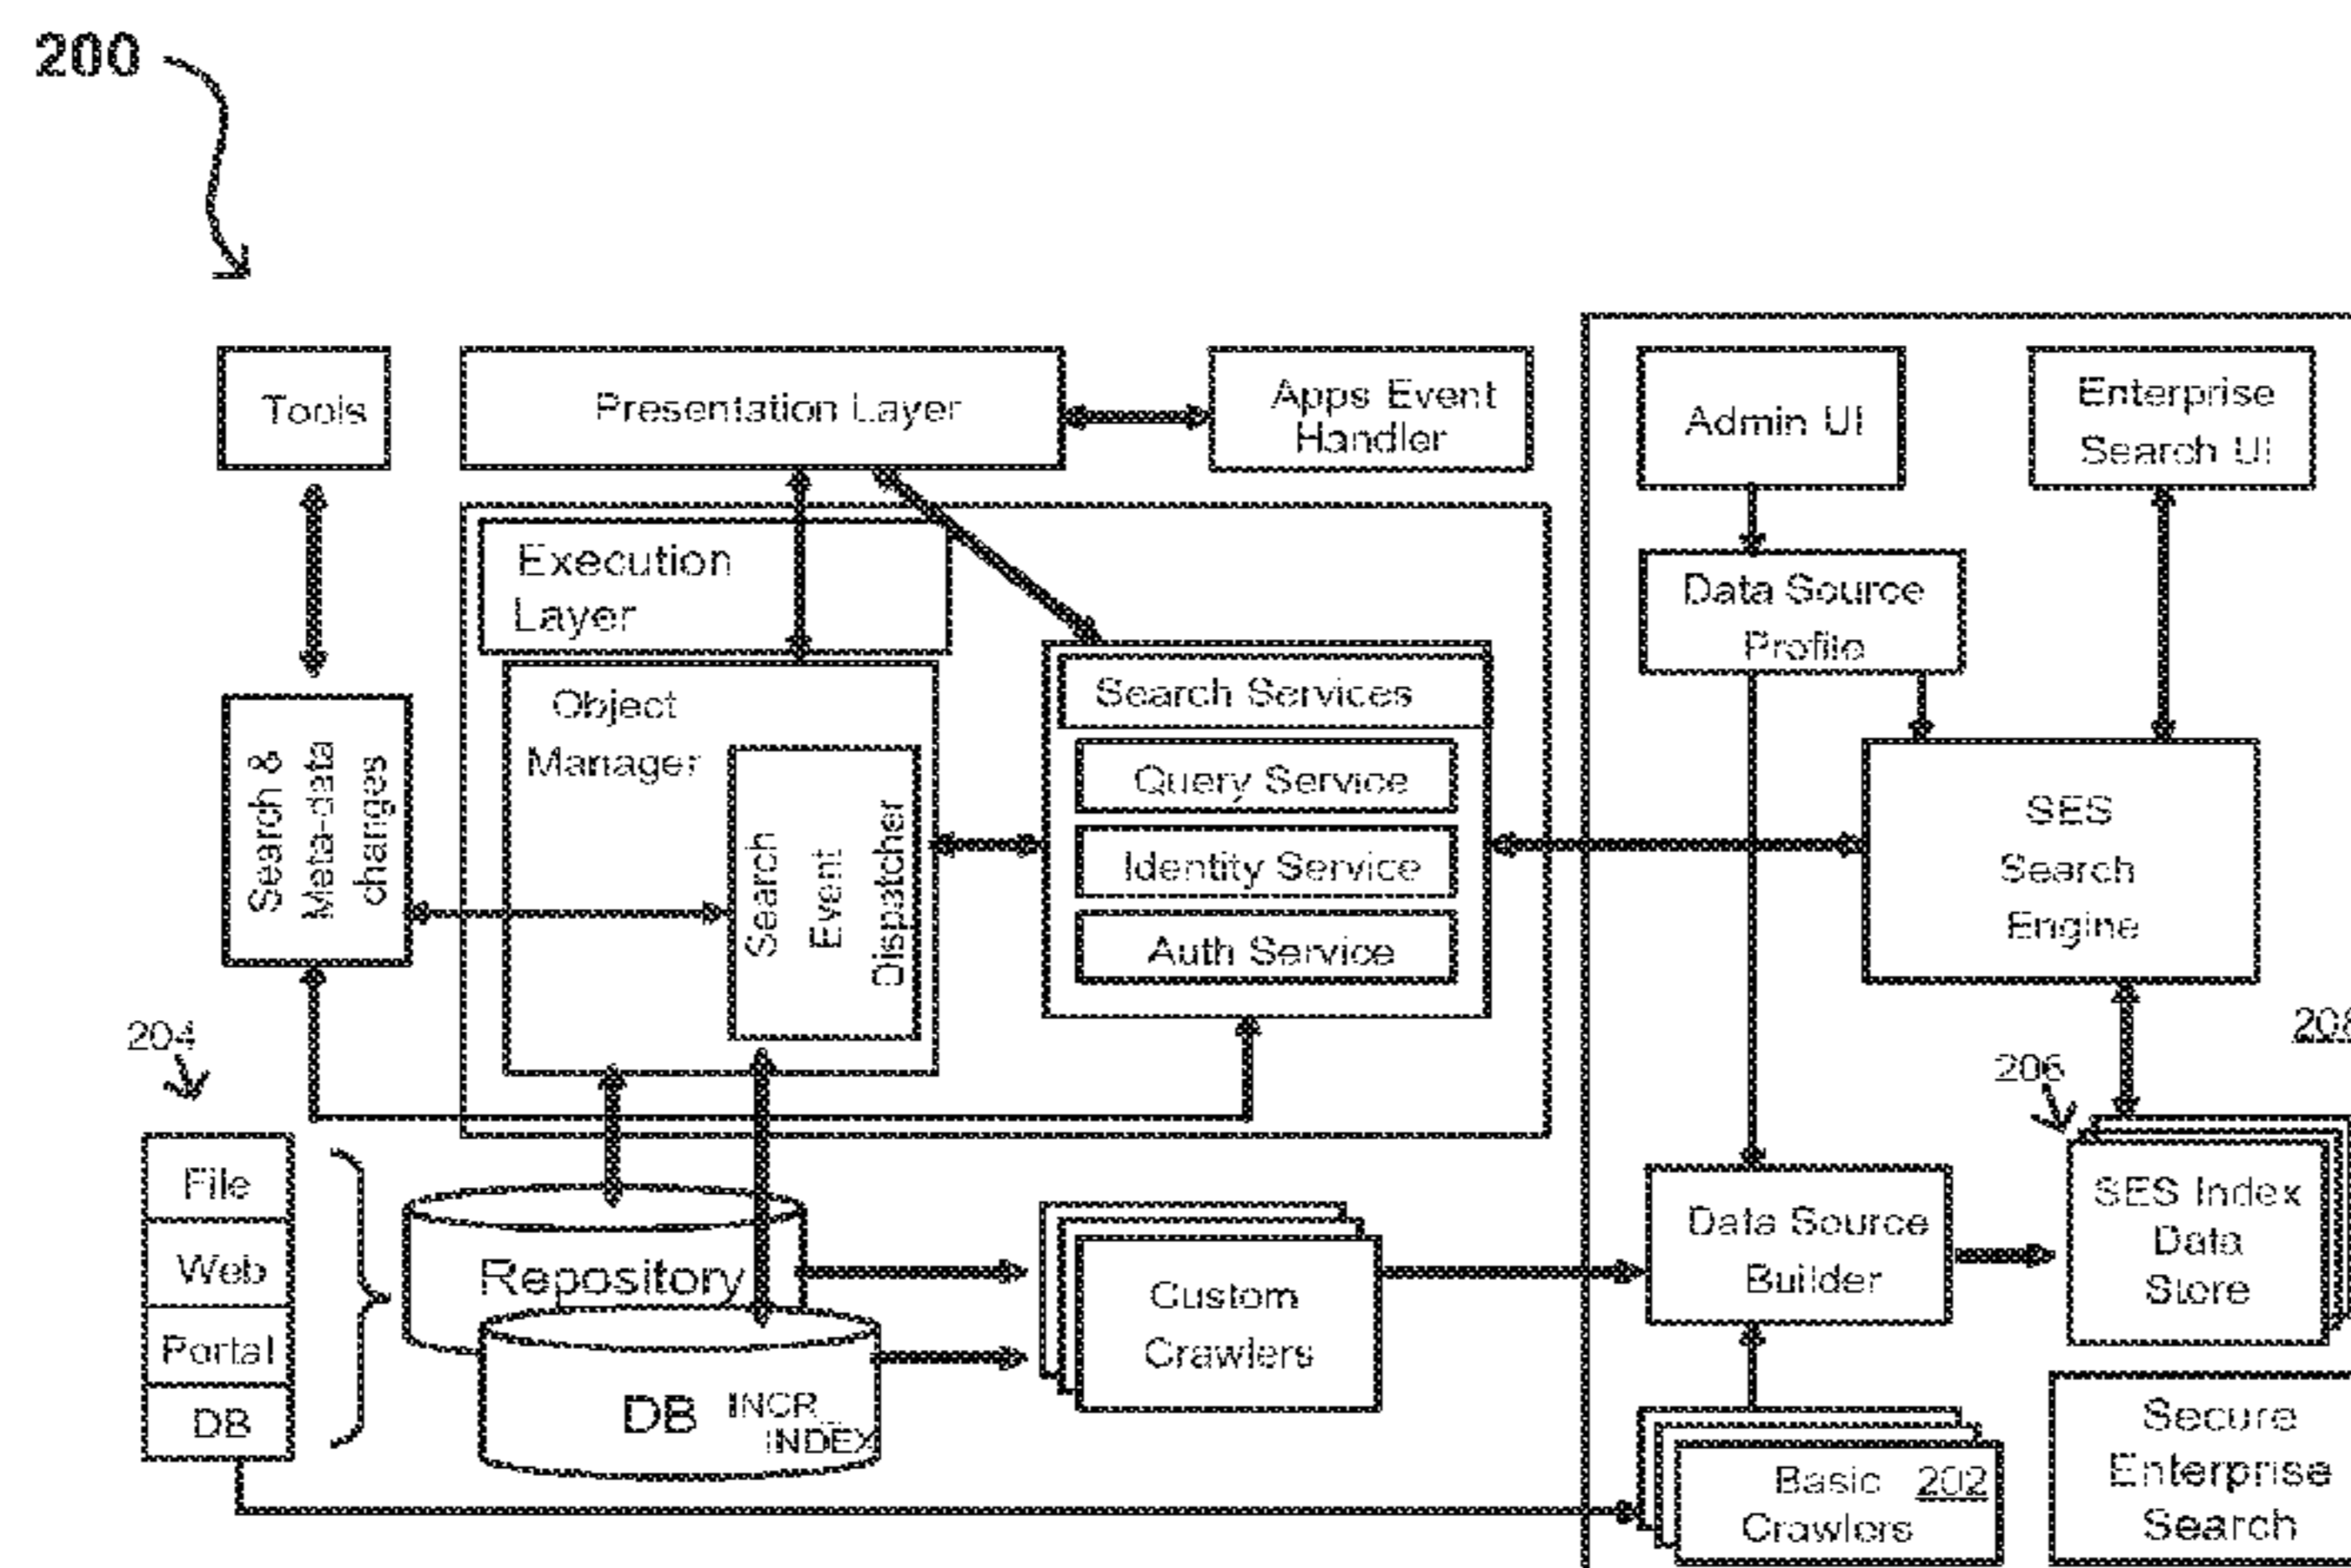 200
Tools
Presentation Layer
Apps Event
Handler
Admin UI
Enterprise
Search UI
Execution
Layer
Data Source
Profile
Object
Manager
Search Services
Query Service
Identity Service
Auth Service
Search &
Meta-data
changes
Search
Event
Dispatcher
SES
Search
Engine
204
208
206
File
Web
Portal
DB
Repository
DB
INCR_
INDEX
Custom
Crawlers
Data Source
Builder
SES Index
Data
Store
Basic 202
Crawlers
Secure
Enterprise
Search